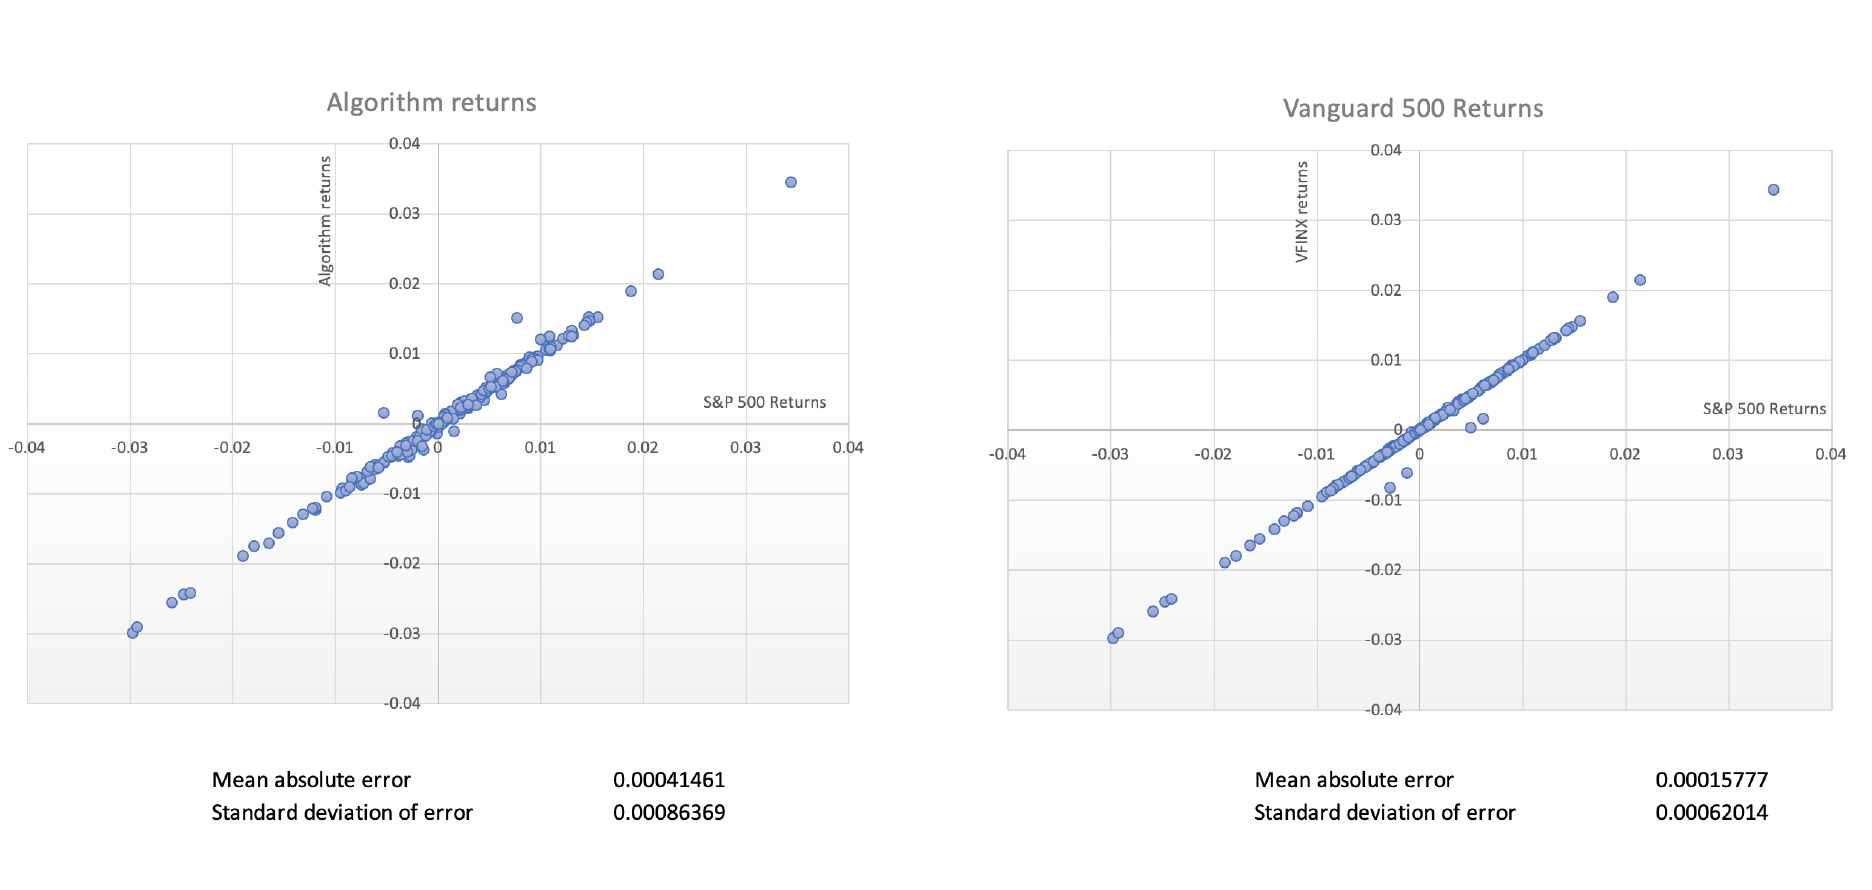 Algorithm returns
0.04
Algorithm returns
0.03
0.02
0.01
S&P 500 Returns
0
-0.04 -0.03 -0.02 -0.01 0 0.01 0.02 0.03 0.04
-0.01
-0.02
-0.03
-0.04
Mean absolute error 0.00041461
Standard deviation of error 0.00086369
Vanguard 500 Returns
0.04
VFINX returns
0.03
0.02
0.01
S&P 500 Returns
0
-0.04 -0.03 -0.02 -0.01 0 0.01 0.02 0.03 0.04
-0.01
-0.02
-0.03
-0.04
Mean absolute error 0.00015777
Standard deviation of error 0.00062014